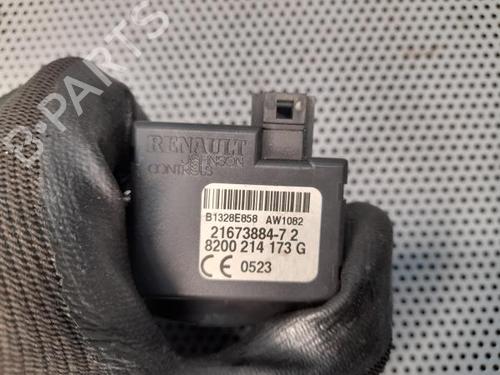 B-PARTS
RENAULT
JOHNSON
CONTROLS
B1328E858 AW1082
21673884-7 2
8200 214 173 G
CE 0523